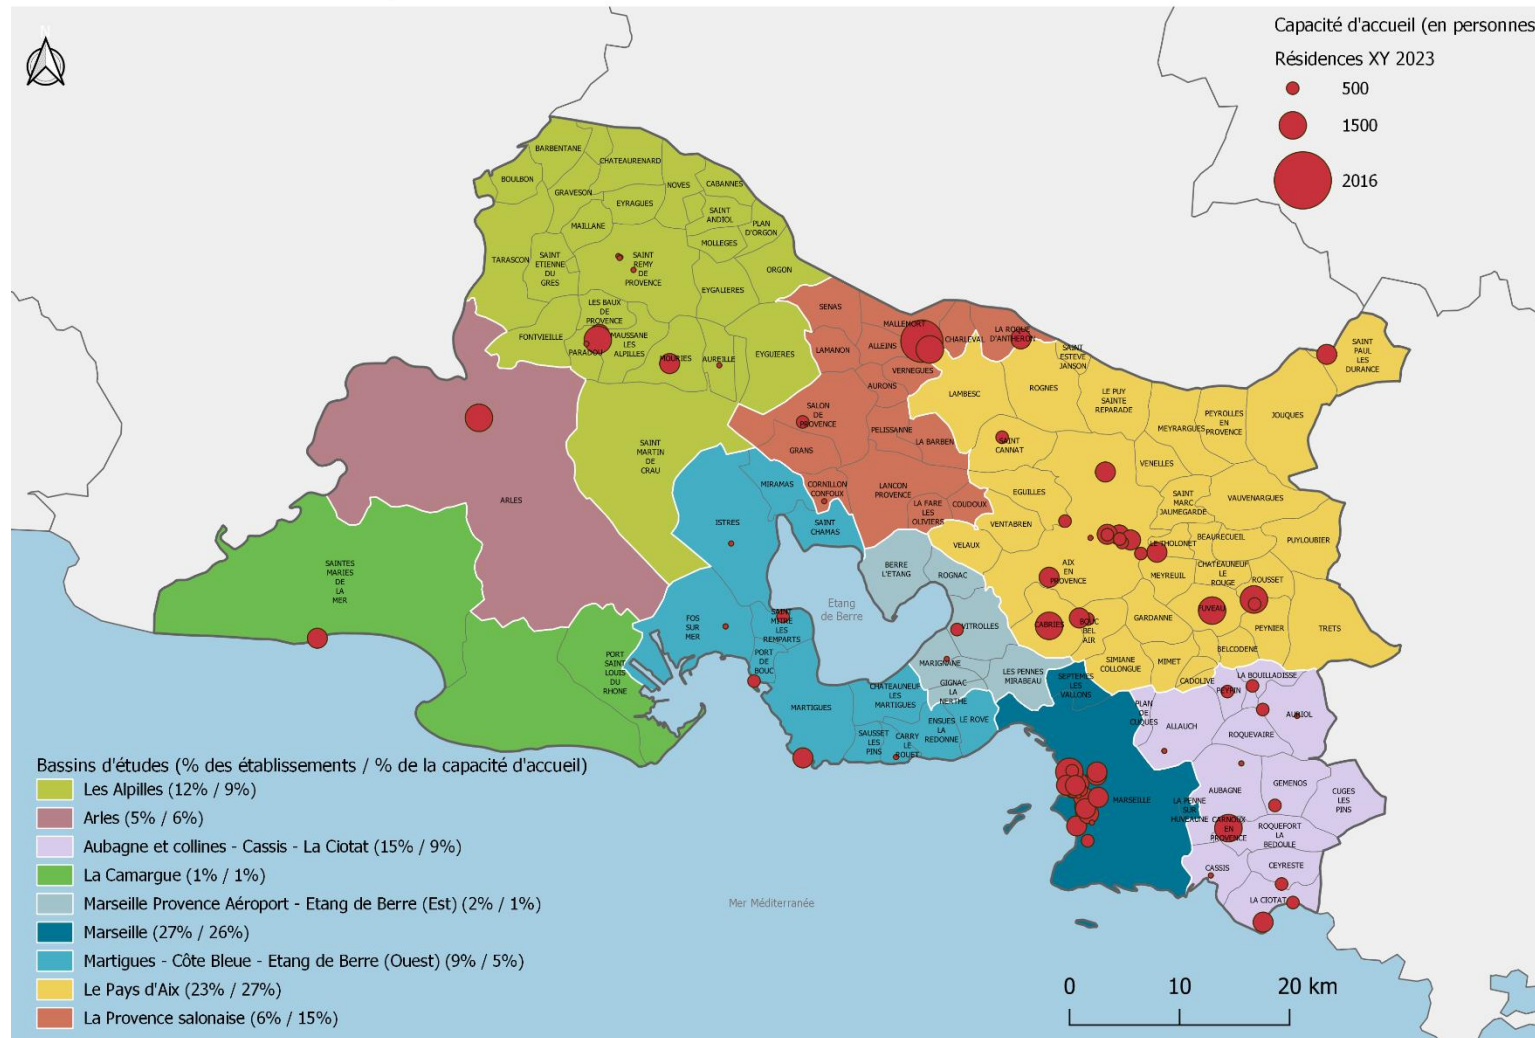 N
Capacité d'accueil (en personnes
Résidences XY 2023
500
1500
2016
BARBENTANE
CHATEAURENARD
BOULBON
GRAVESON
NOVES
CABANNES
EYRAGUES
SAINT
ANDIOL
PLAN
D'ORGON
MAILLANE
MOLLEGES
TARASCON
SAINT
ETIENNE
DU
GRES
SAINT
REMY
DE
PROVENCE
ORGON
EYGALIERES
LES BAUX
DE
PROVENCE
FONTVIEILLE
MAUSSANE
LES
ALPILLES
PARADOU
MOURIES
AUREILLE
EYGUIERES
SENAS
MALLEMORT
LA ROQUE
D'ANTHERON
ALLEINS
CHARLEVAL
LAMANON
VERNEGUES
SAINT
ESTEVE
JANSON
SAINT
PAUL
LES
DURANCE
AURONS
LAMBESC
ROGNES
LE PUY
SAINTE
REPARADE
PEYROLLES
EN
PROVENCE
JOUQUES
MEYRARGUES
SALON
DE
PROVENCE
PELISSANNE
LA BARBEN
SAINT
CANNAT
SAINT
MARTIN
DE
CRAU
GRANS
VENELLES
ARLES
MIRAMAS
CORNILLON
CONFOUX
LANCON
PROVENCE
LA FARE
LES
OLIVIERS
COUDOUX
EGUILLES
SAINT
MARC
JAUMEGARDE
VAUVENARGUES
ISTRES
SAINT
CHAMAS
VENTABREN
VELAUX
LE THOLONET
BEAURECUEIL
PUYLOUBIER
SAINTES
MARIES
DE
LA
MER
BERRE
L'ETANG
ROGNAC
AIX
EN
PROVENCE
MEYREUIL
CHATEAUNEUF
LE
ROUGE
ROUSSET
Etang
de Berre
FOS
SUR
MER
SAINT
MITRE
LES
REMPARTS
VITROLLES
CABRIES
BOUC
BEL
AIR
GARDANNE
FUVEAU
PEYNIER
TRETS
PORT
SAINT
LOUIS
DU
RHONE
PORT
DE
BOUC
MARIGNANE
GIGNAC
LA
NERTHE
LES PENNES
MIRABEAU
SIMIANE
COLLONGUE
MIMET
BELCODENE
CADOLIVE
SEPTEMES
LES
VALLONS
LA BOUILLADISSE
PEYPIN
MARTIGUES
CHATEAUNEUF
LES
MARTIGUES
ENSUES
LA
REDONNE
LE ROVE
SAUSSET
LES
PINS
CARRY
LE
ROUET
PLAN
DE
CUQUES
ALLAUCH
AURIOL
ROQUEVAIRE
MARSEILLE
LA PENNE
SUR
HUVEAUNE
AUBAGNE
GEMENOS
CUGES
LES
PINS
CARNOUX
EN
PROVENCE
ROQUEFORT
LA
BEDOULE
CASSIS
CEYRESTE
LA CIOTAT
Mer Méditerranée
Bassins d'études (% des établissements / % de la capacité d'accueil)
Les Alpilles (12% / 9%)
Arles (5% / 6%)
Aubagne et collines - Cassis - La Ciotat (15% / 9%)
La Camargue (1% / 1%)
Marseille Provence Aéroport - Etang de Berre (Est) (2% / 1%)
Marseille (27% / 26%)
Martigues - Côte Bleue - Etang de Berre (Ouest) (9% / 5%)
Le Pays d'Aix (23% / 27%)
La Provence salonaise (6% / 15%)
0 10 20 km